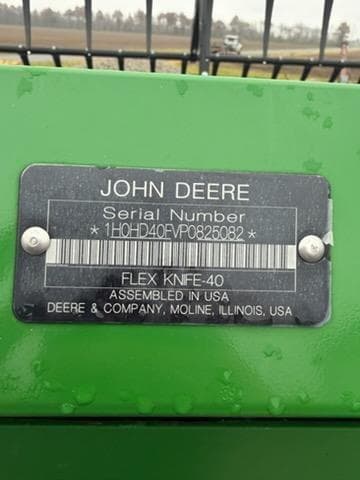 JOHN DEERE
Serial Number
*1H0HD40FVP0825082*
FLEX KNIFE-40
ASSEMBLED IN USA
DEERE & COMPANY, MOLINE, ILLINOIS, USA